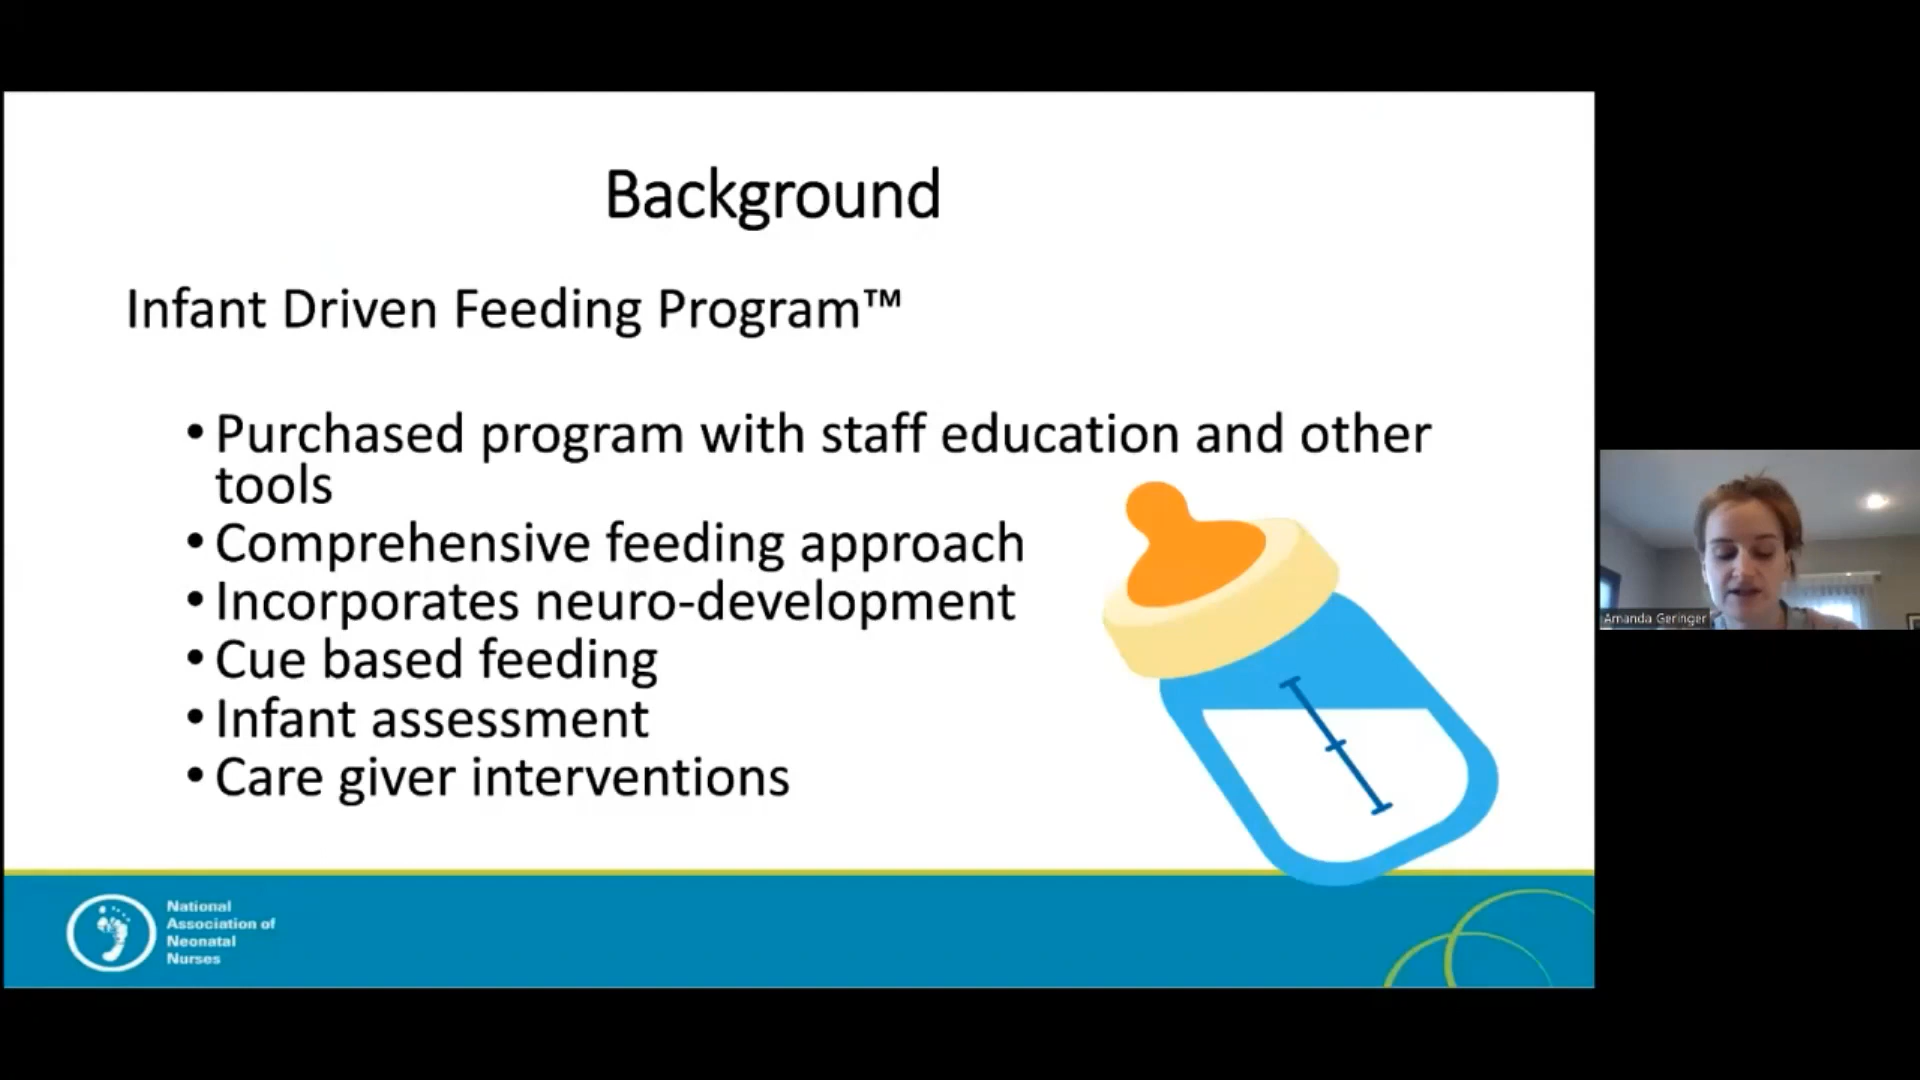 Background
Infant Driven Feeding Program™
• Purchased program with staff education and other
tools
• Comprehensive feeding approach
• Incorporates neuro-development
• Cue based feeding
• Infant assessment
• Care giver interventions
National
Association of
Neonatal
Nurses
Amanda Geringer